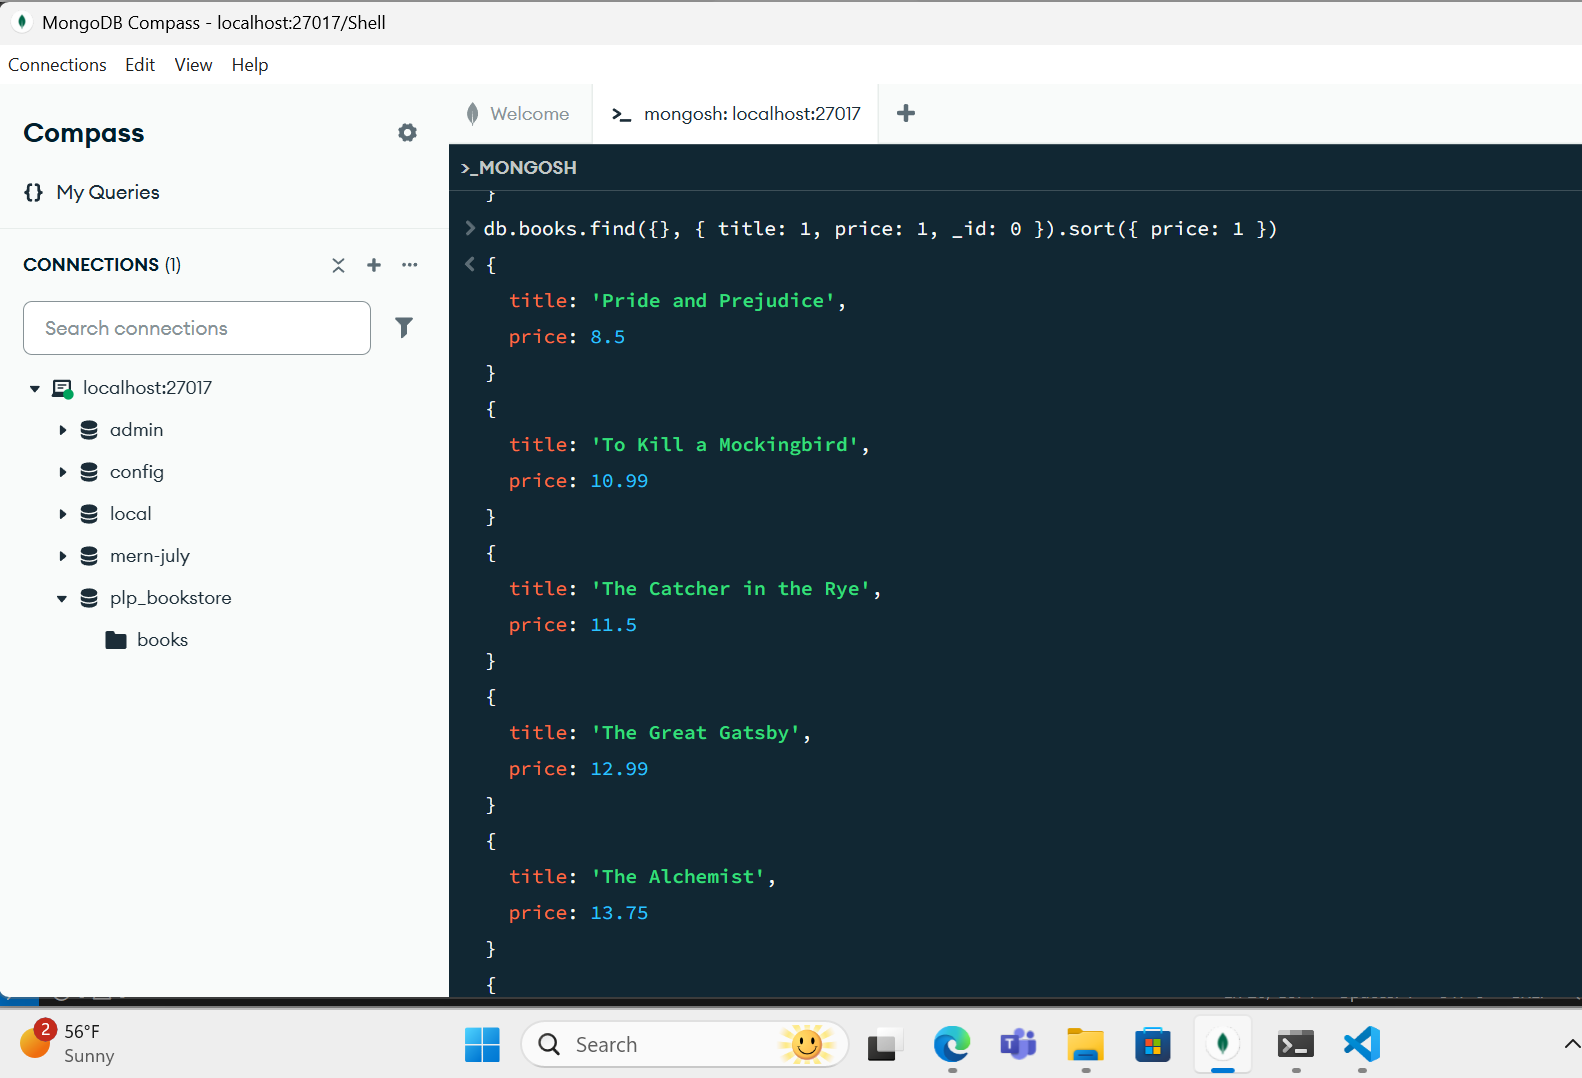 MongoDB Compass - localhost:27017/Shell
Connections Edit View Help
Compass
{} My Queries
CONNECTIONS (1)
Search connections
localhost:27017
admin
config
local
mern-july
plp_bookstore
books
Welcome
>_ mongosh: localhost:27017
>_MONGOSH
}
> db.books.find({}, { title: 1, price: 1, _id: 0 }).sort({ price: 1 })
< {
title: 'Pride and Prejudice',
price: 8.5
}
{
title: 'To Kill a Mockingbird',
price: 10.99
}
{
title: 'The Catcher in the Rye',
price: 11.5
}
{
title: 'The Great Gatsby',
price: 12.99
}
{
title: 'The Alchemist',
price: 13.75
}
{
2
56°F
Sunny
Search